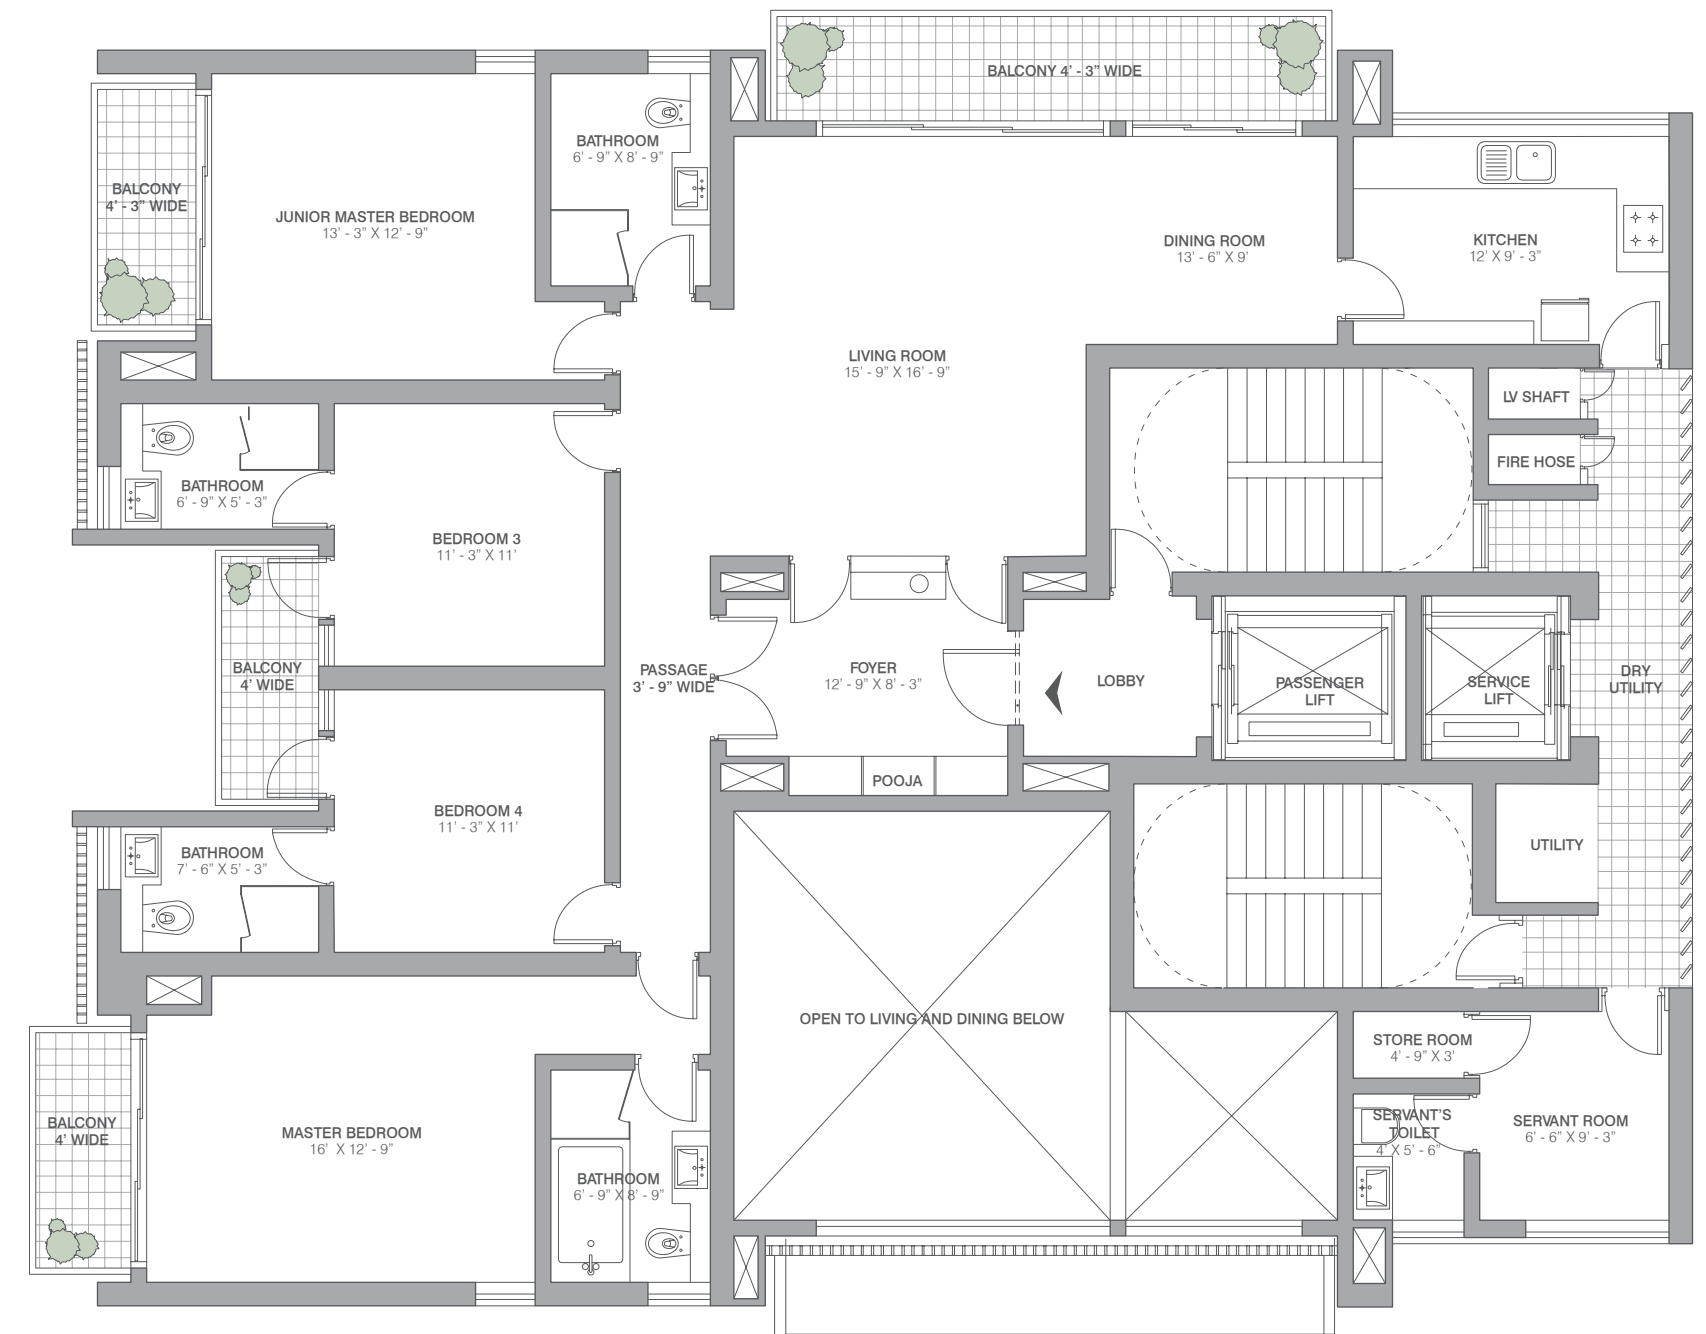 BALCONY 4' - 3” WIDE
BATHROOM
6' - 9” X 8' - 9”
BALCONY
4' - 3” WIDE
JUNIOR MASTER BEDROOM
13' - 3” X 12' - 9”
DINING ROOM
13' - 6” X 9'
KITCHEN
12' X 9' - 3”
LIVING ROOM
15' - 9” X 16' - 9”
LV SHAFT
FIRE HOSE
BATHROOM
6' - 9” X 5' - 3”
BEDROOM 3
11' - 3” X 11'
BALCONY
4' WIDE
PASSAGE
3' - 9” WIDE
FOYER
12' - 9” X 8' - 3”
LOBBY
PASSENGER
LIFT
SERVICE
LIFT
DRY
UTILITY
POOJA
BEDROOM 4
11' - 3” X 11'
BATHROOM
7' - 6” X 5' - 3”
UTILITY
OPEN TO LIVING AND DINING BELOW
STORE ROOM
4' - 9” X 3'
BALCONY
4' WIDE
MASTER BEDROOM
16' X 12' - 9”
SERVANT'S
TOILET
4' X 5' - 6”
SERVANT ROOM
6' - 6” X 9' - 3”
BATHROOM
6' - 9” X 8' - 9”